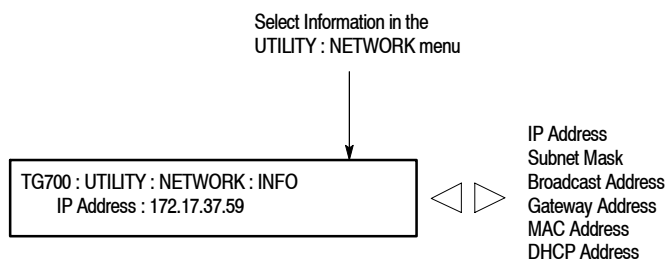 Select Information in the
UTILITY : NETWORK menu
TG700 : UTILITY : NETWORK : INFO
IP Address : 172.17.37.59
IP Address
Subnet Mask
Broadcast Address
Gateway Address
MAC Address
DHCP Address